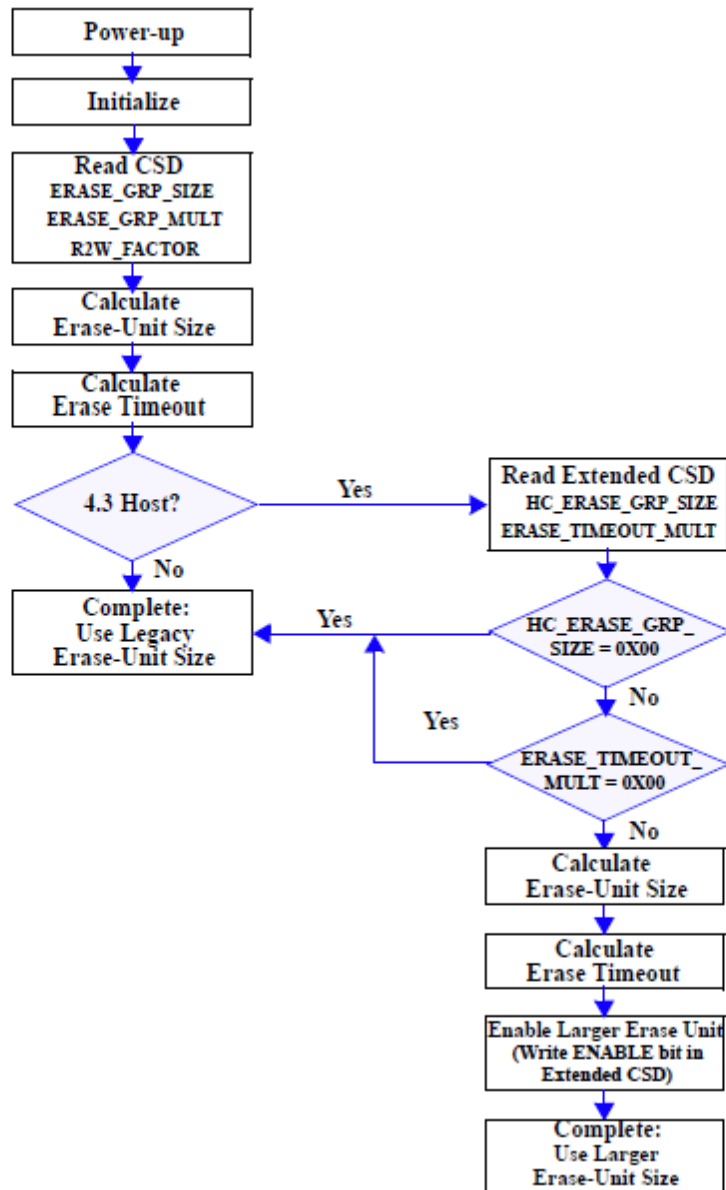 Power-up
Initialize
Read CSD
ERASE_GRP_SIZE
ERASE_GRP_MULT
R2W_FACTOR
Calculate
Erase-Unit Size
Calculate
Erase Timeout
4.3 Host?
Yes
Read Extended CSD
HC_ERASE_GRP_SIZE
ERASE_TIMEOUT_MULT
No
Complete:
Use Legacy
Erase-Unit Size
Yes
HC_ERASE_GRP_
SIZE = 0X00
No
Yes
ERASE_TIMEOUT_
MULT = 0X00
No
Calculate
Erase-Unit Size
Calculate
Erase Timeout
Enable Larger Erase Unit
(Write ENABLE bit in
Extended CSD)
Complete:
Use Larger
Erase-Unit Size